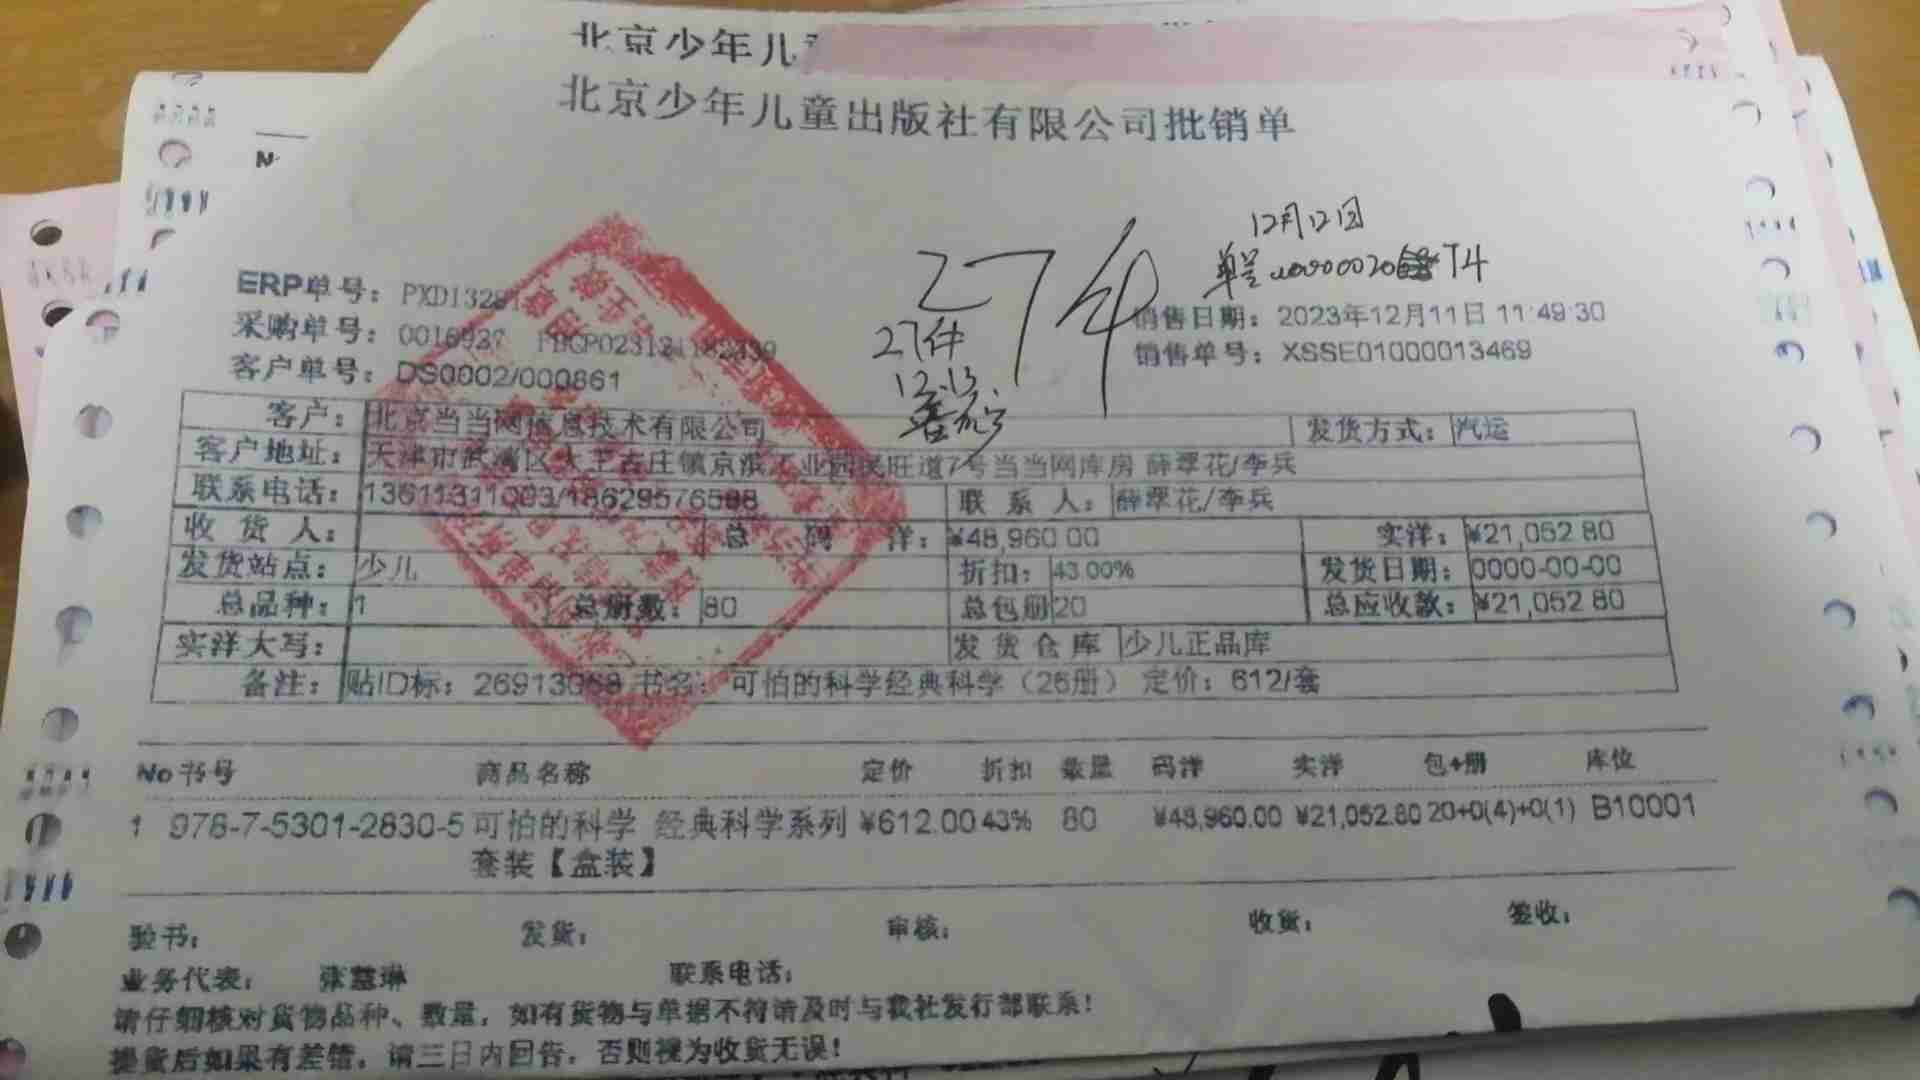 北京少年儿
北京少年儿童出版社有限公司批销单
12月12日
274
27件
12.13
ERP单号：
销售日期：2023年12月11日 11:49:30
采购单号：0016937
销售单号：XSSE01000013469
客户单号：DS0002/000861
客户：北京当当网信息技术有限公司 发货方式：汽运
客户地址：天津市武清区大王古庄镇京滨工业园民旺道7号当当网库房 薛翠花/李兵
联系电话：13611311003/18629576588 联系人：薛翠花/李兵
收货人： 总码洋：¥48,960.00 实洋：¥21,052.80
发货站点：少儿 折扣：43.00% 发货日期：0000-00-00
总品种：1 总册数：80 总包册20 总应收款：¥21,052.80
实洋大写： 发货仓库 少儿正品库
备注：贴ID标：26913068 书名：可怕的科学经典科学（26册） 定价：612/套
No 书号 商品名称 定价 折扣 数量 码洋 实洋 包+册 库位
1 978-7-5301-2830-5 可怕的科学 经典科学系列 ¥612.00 43% 80 ¥48,960.00 ¥21,052.80 20+0(4)+0(1) B10001
套装【盒装】
验书： 发货： 审核： 收货： 签收：
业务代表： 张慧琳 联系电话：
请仔细核对货物品种、数量，如有货物与单据不符请及时与我社发行部联系！
提货后如果有差错，请三日内回告，否则视为收货无误！